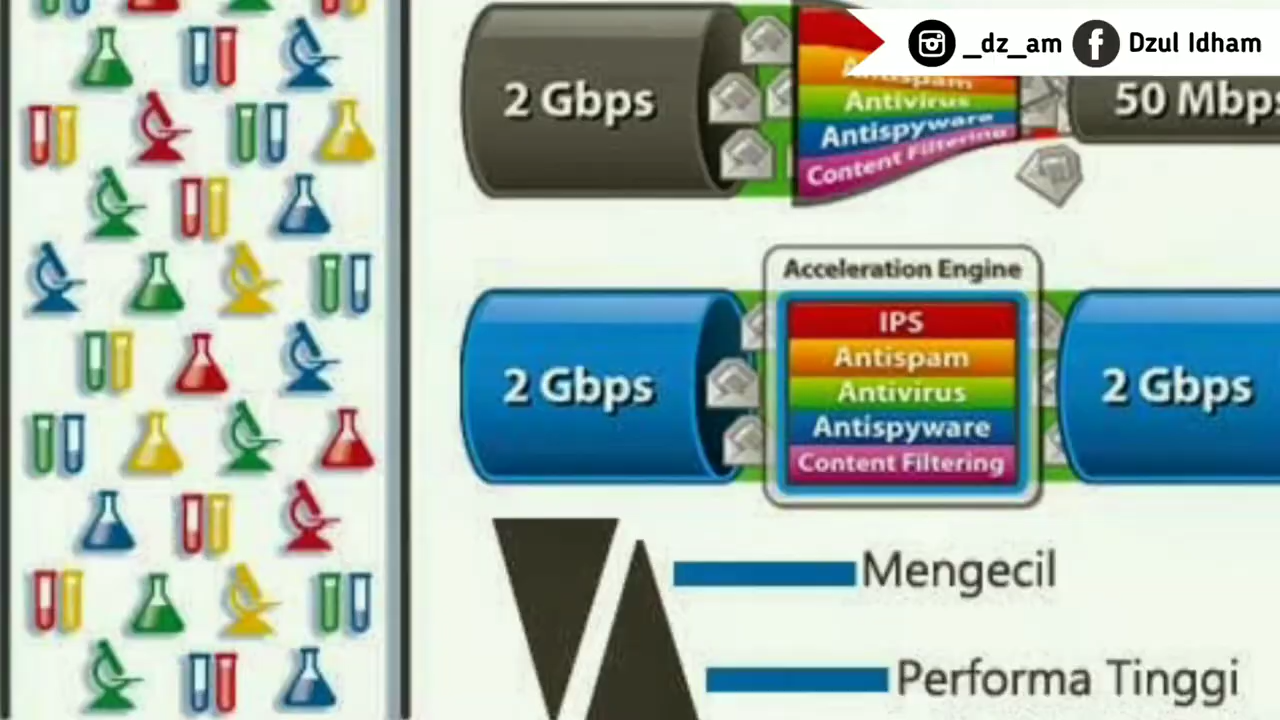 _dz_am
Dzul Idham
2 Gbps
Antispam
Antivirus
Antispyware
Content Filtering
50 Mbps
Acceleration Engine
2 Gbps
IPS
Antispam
Antivirus
Antispyware
Content Filtering
2 Gbps
Mengecil
Performa Tinggi